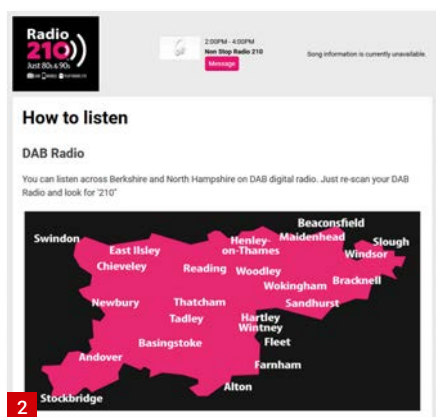 Radio
210
Just 80s & 90s
2:00PM - 4:00PM
Non Stop Radio 210
Message
Song information is currently unavailable.
How to listen
DAB Radio
You can listen across Berkshire and North Hampshire on DAB digital radio. Just re-scan your DAB
Radio and look for '210"
Beaconsfield
Swindon
Henley-
on-Thames
Maidenhead
Slough
East Ilsley
Windsor
Chieveley
Reading
Woodley
Bracknell
Wokingham
Newbury
Thatcham
Sandhurst
Tadley
Hartley
Wintney
Basingstoke
Fleet
Andover
Farnham
Alton
Stockbridge
2